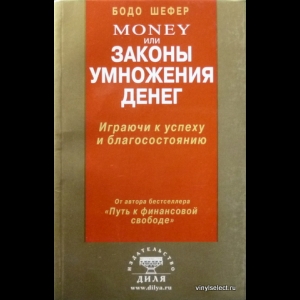 БОДО ШЕФЕР
MONEY
или
ЗАКОНЫ
УМНОЖЕНИЯ
ДЕНЕГ
Играючи к успеху
и благосостоянию
От автора бестселлера
«Путь к финансовой
свободе»
ИЗДАТЕЛЬСТВО
ДИЛЯ
www.dilya.ru
vinylselect.ru